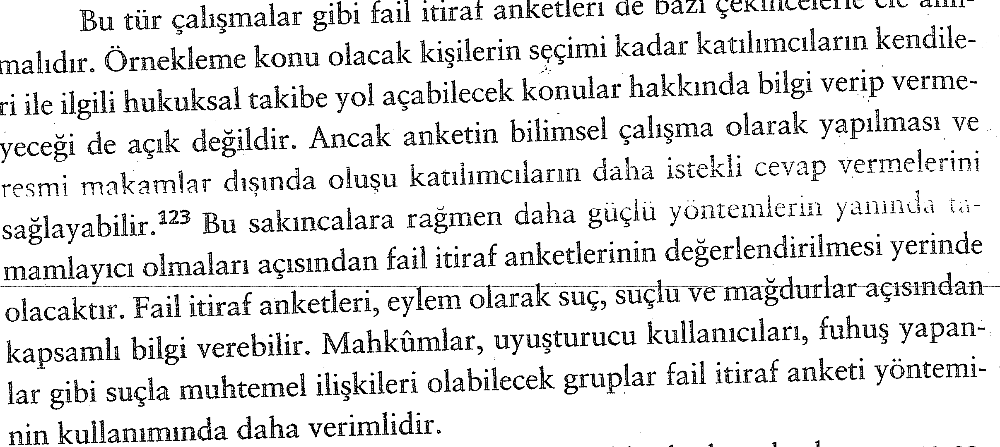 Bu tür çalışmalar gibi fail itiraf anketleri de bazı çekincelerle ele alın-
malıdır. Örnekleme konu olacak kişilerin seçimi kadar katılımcıların kendile-
ri ile ilgili hukuksal takibe yol açabilecek konular hakkında bilgi verip verme-
yeceği de açık değildir. Ancak anketin bilimsel çalışma olarak yapılması ve
resmi makamlar dışında oluşu katılımcıların daha istekli cevap vermelerini
sağlayabilir.123 Bu sakıncalara rağmen daha güçlü yöntemlerin yanında ta-
mamlayıcı olmaları açısından fail itiraf anketlerinin değerlendirilmesi yerinde
olacaktır. Fail itiraf anketleri, eylem olarak suç, suçlu ve mağdurlar açısından
kapsamlı bilgi verebilir. Mahkûmlar, uyuşturucu kullanıcıları, fuhuş yapan-
lar gibi suçla muhtemel ilişkileri olabilecek gruplar fail itiraf anketi yöntemi-
nin kullanımında daha verimlidir.